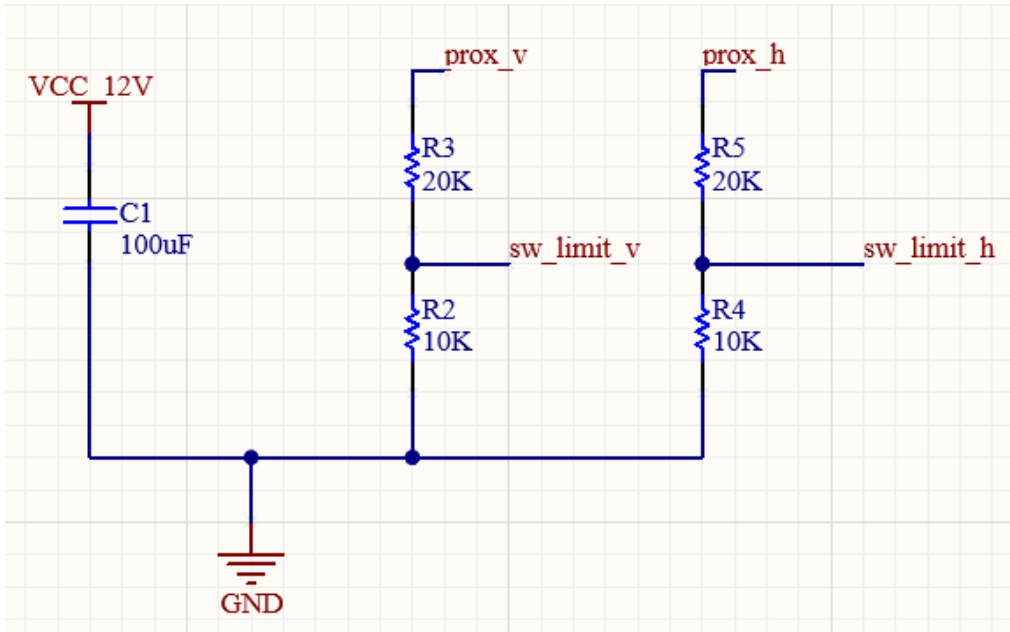 VCC_12V
C1
100uF
prox_v
R3
20K
sw_limit_v
R2
10K
prox_h
R5
20K
sw_limit_h
R4
10K
GND